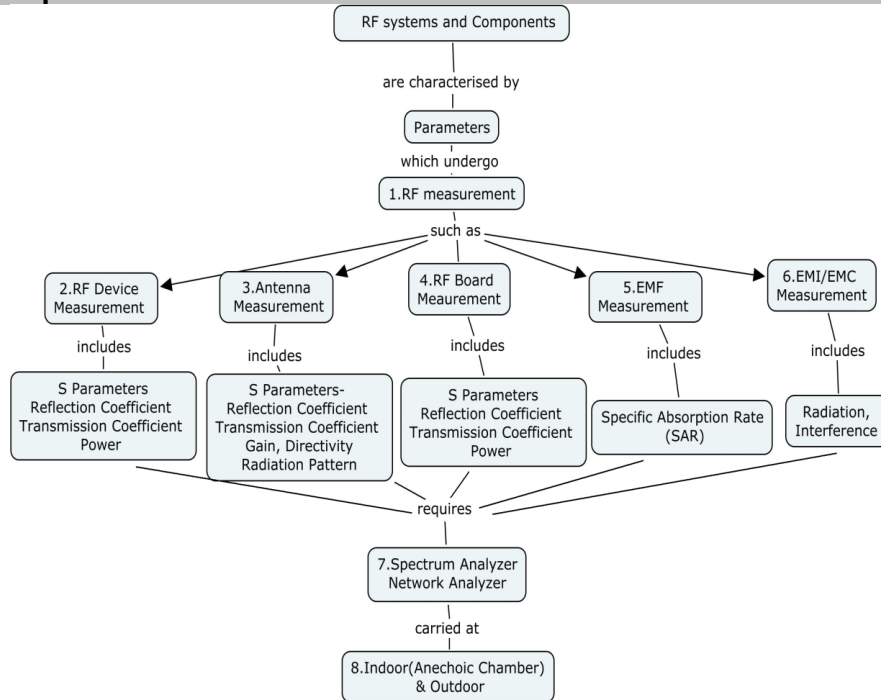 RF systems and Components
are characterised by
Parameters
which undergo
1.RF measurement
such as
2.RF Device
Measurement
3.Antenna
Measurement
4.RF Board
Meaurement
5.EMF
Measurement
6.EMI/EMC
Measurement
includes
includes
includes
includes
includes
S Parameters
Reflection Coefficient
Transmission Coefficient
Power
S Parameters-
Reflection Coefficient
Transmission Coefficient
Gain, Directivity
Radiation Pattern
S Parameters
Reflection Coefficient
Transmission Coefficient
Power
Specific Absorption Rate
(SAR)
Radiation,
Interference
requires
7.Spectrum Analyzer
Network Analyzer
carried at
8.Indoor(Anechoic Chamber)
& Outdoor